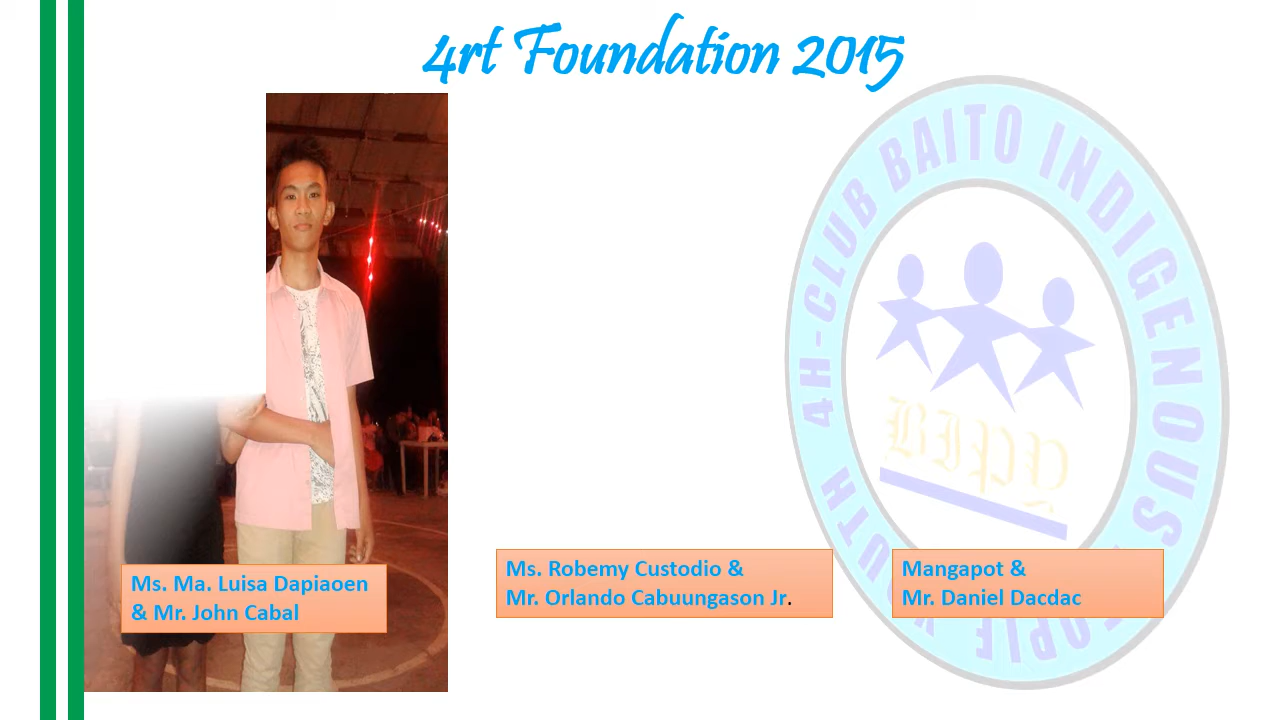 4rt Foundation 2015
4H-CLUB BAITO INDIGENOUS
BIPY
Ms. Ma. Luisa Dapiaoen
& Mr. John Cabal
Ms. Robemy Custodio &
Mr. Orlando Cabuungason Jr.
Mangapot &
Mr. Daniel Dacdac